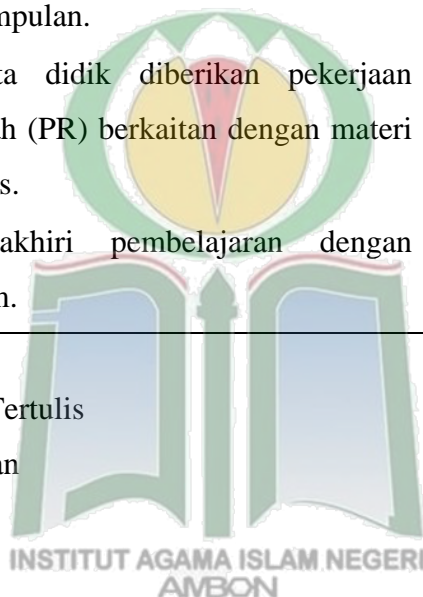 mpulan.
ta didik diberikan pekerjaan
h (PR) berkaitan dengan materi
s.
akhiri pembelajaran dengan
n.
Tertulis
an
INSTITUT AGAMA ISLAM NEGERI
AMBON